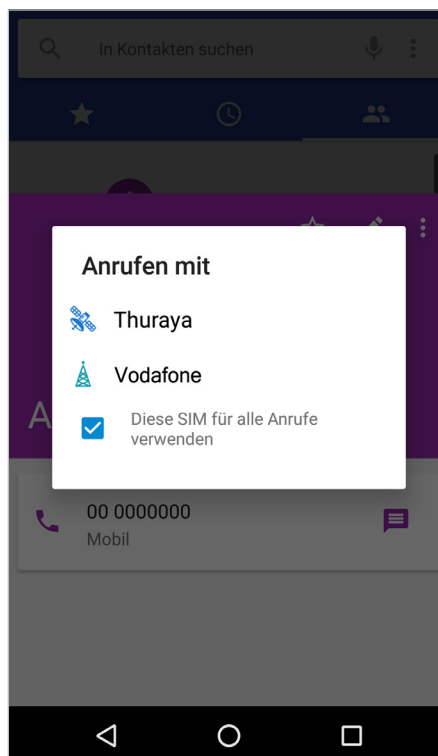 In Kontakten suchen
Anrufen mit
Thuraya
Vodafone
Diese SIM für alle Anrufe
verwenden
A
00 0000000
Mobil